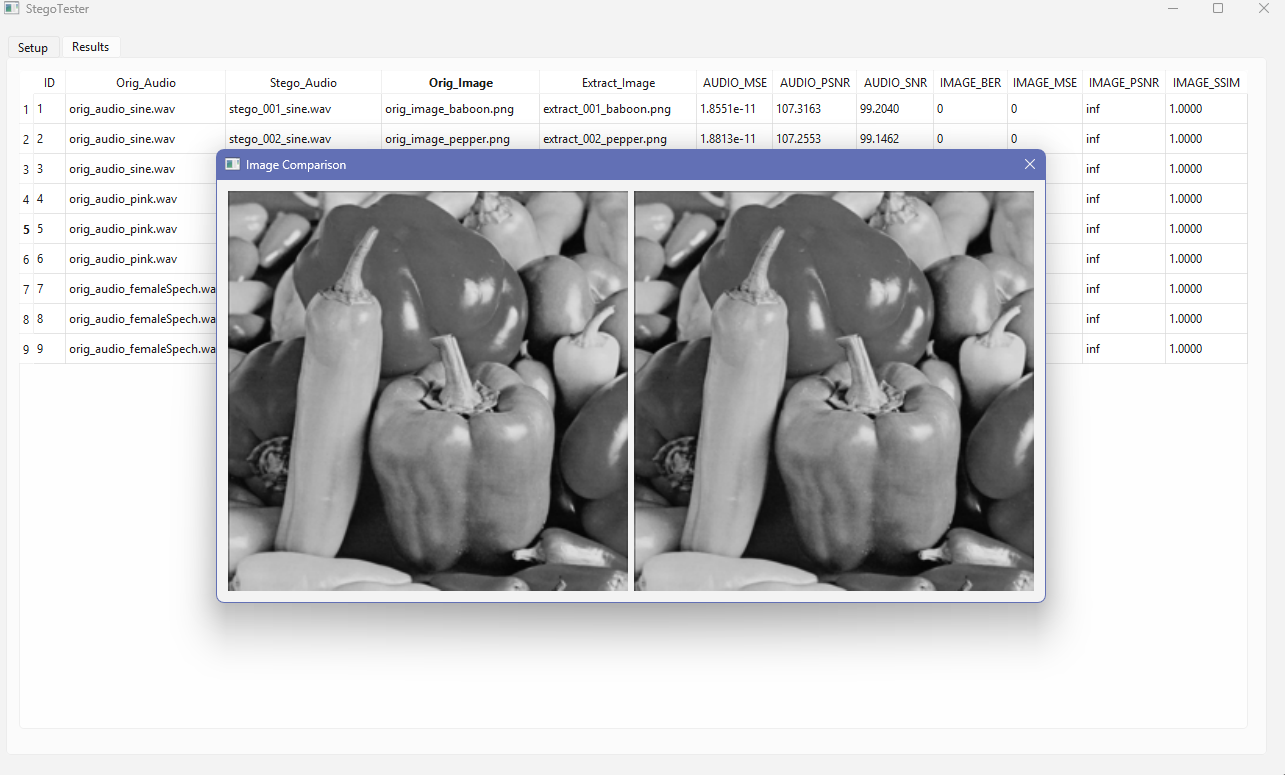 StegoTester
Setup Results
ID Orig_Audio Stego_Audio Orig_Image Extract_Image AUDIO_MSE AUDIO_PSNR AUDIO_SNR IMAGE_BER IMAGE_MSE IMAGE_PSNR IMAGE_SSIM
1 1 orig_audio_sine.wav stego_001_sine.wav orig_image_baboon.png extract_001_baboon.png 1.8551e-11 107.3163 99.2040 0 0 inf 1.0000
2 2 orig_audio_sine.wav stego_002_sine.wav orig_image_pepper.png extract_002_pepper.png 1.8813e-11 107.2553 99.1462 0 0 inf 1.0000
Image Comparison
3 3 orig_audio_sine.wav inf 1.0000
4 4 orig_audio_pink.wav inf 1.0000
5 5 orig_audio_pink.wav inf 1.0000
6 6 orig_audio_pink.wav inf 1.0000
7 7 orig_audio_femaleSpech.wa inf 1.0000
8 8 orig_audio_femaleSpech.wa inf 1.0000
9 9 orig_audio_femaleSpech.wa inf 1.0000